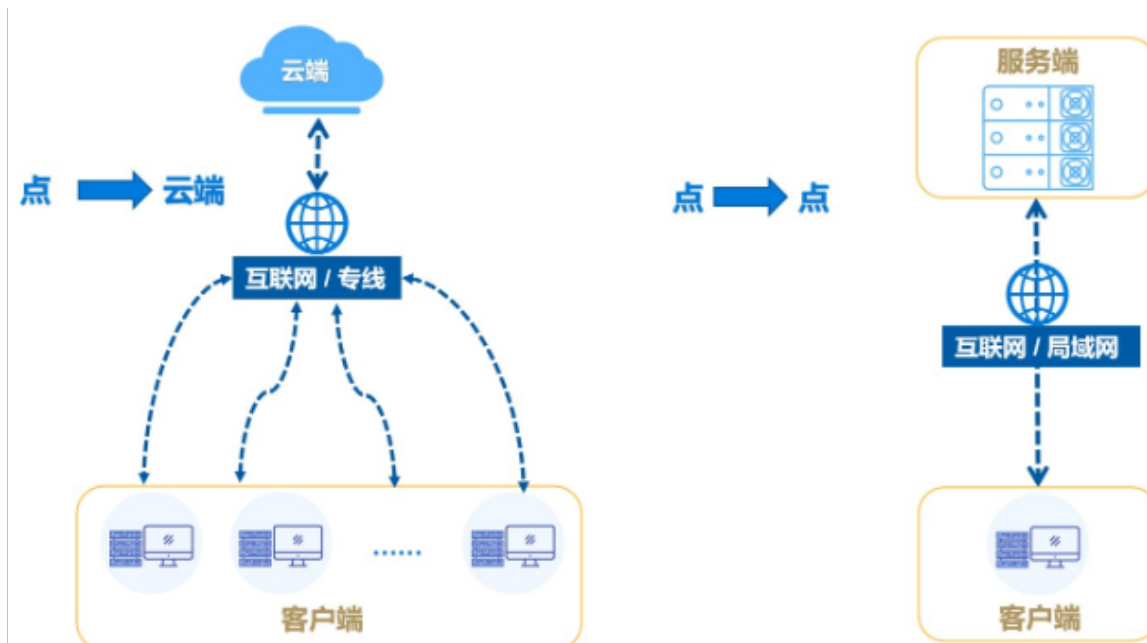 云端
点
云端
互联网 / 专线
......
客户端
服务端
点
点
互联网 / 局域网
客户端